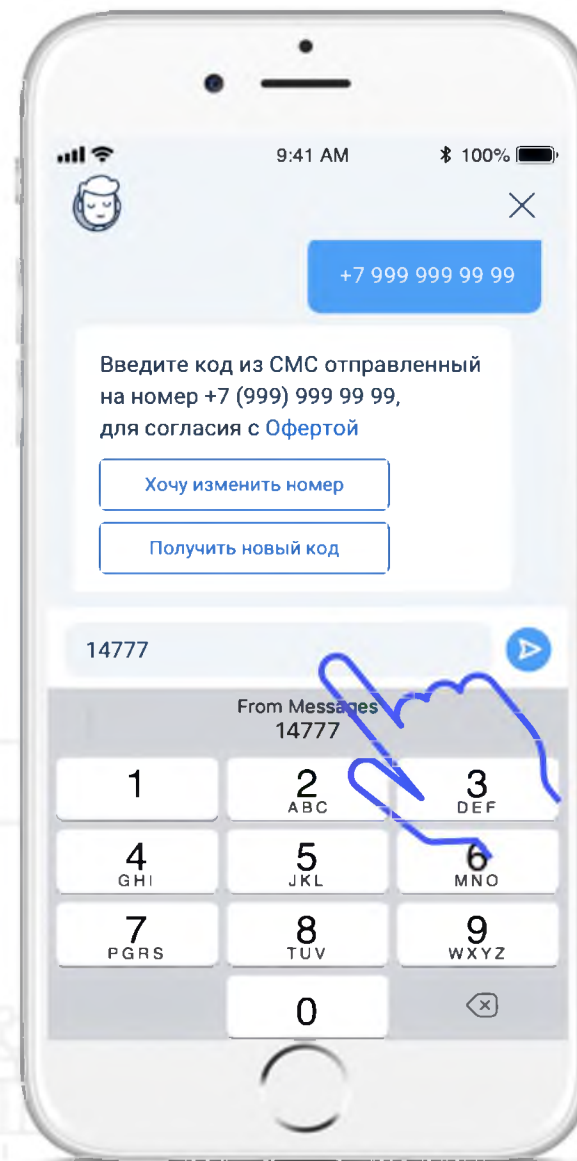 9:41 AM
100%
+7 999 999 99 99
Введите код из СМС отправленный
на номер +7 (999) 999 99 99,
для согласия с Офертой
Хочу изменить номер
Получить новый код
14777
From Messages
14777
1
2
ABC
3
DEF
4
GHI
5
JKL
6
MNO
7
PGRS
8
TUV
9
WXYZ
0